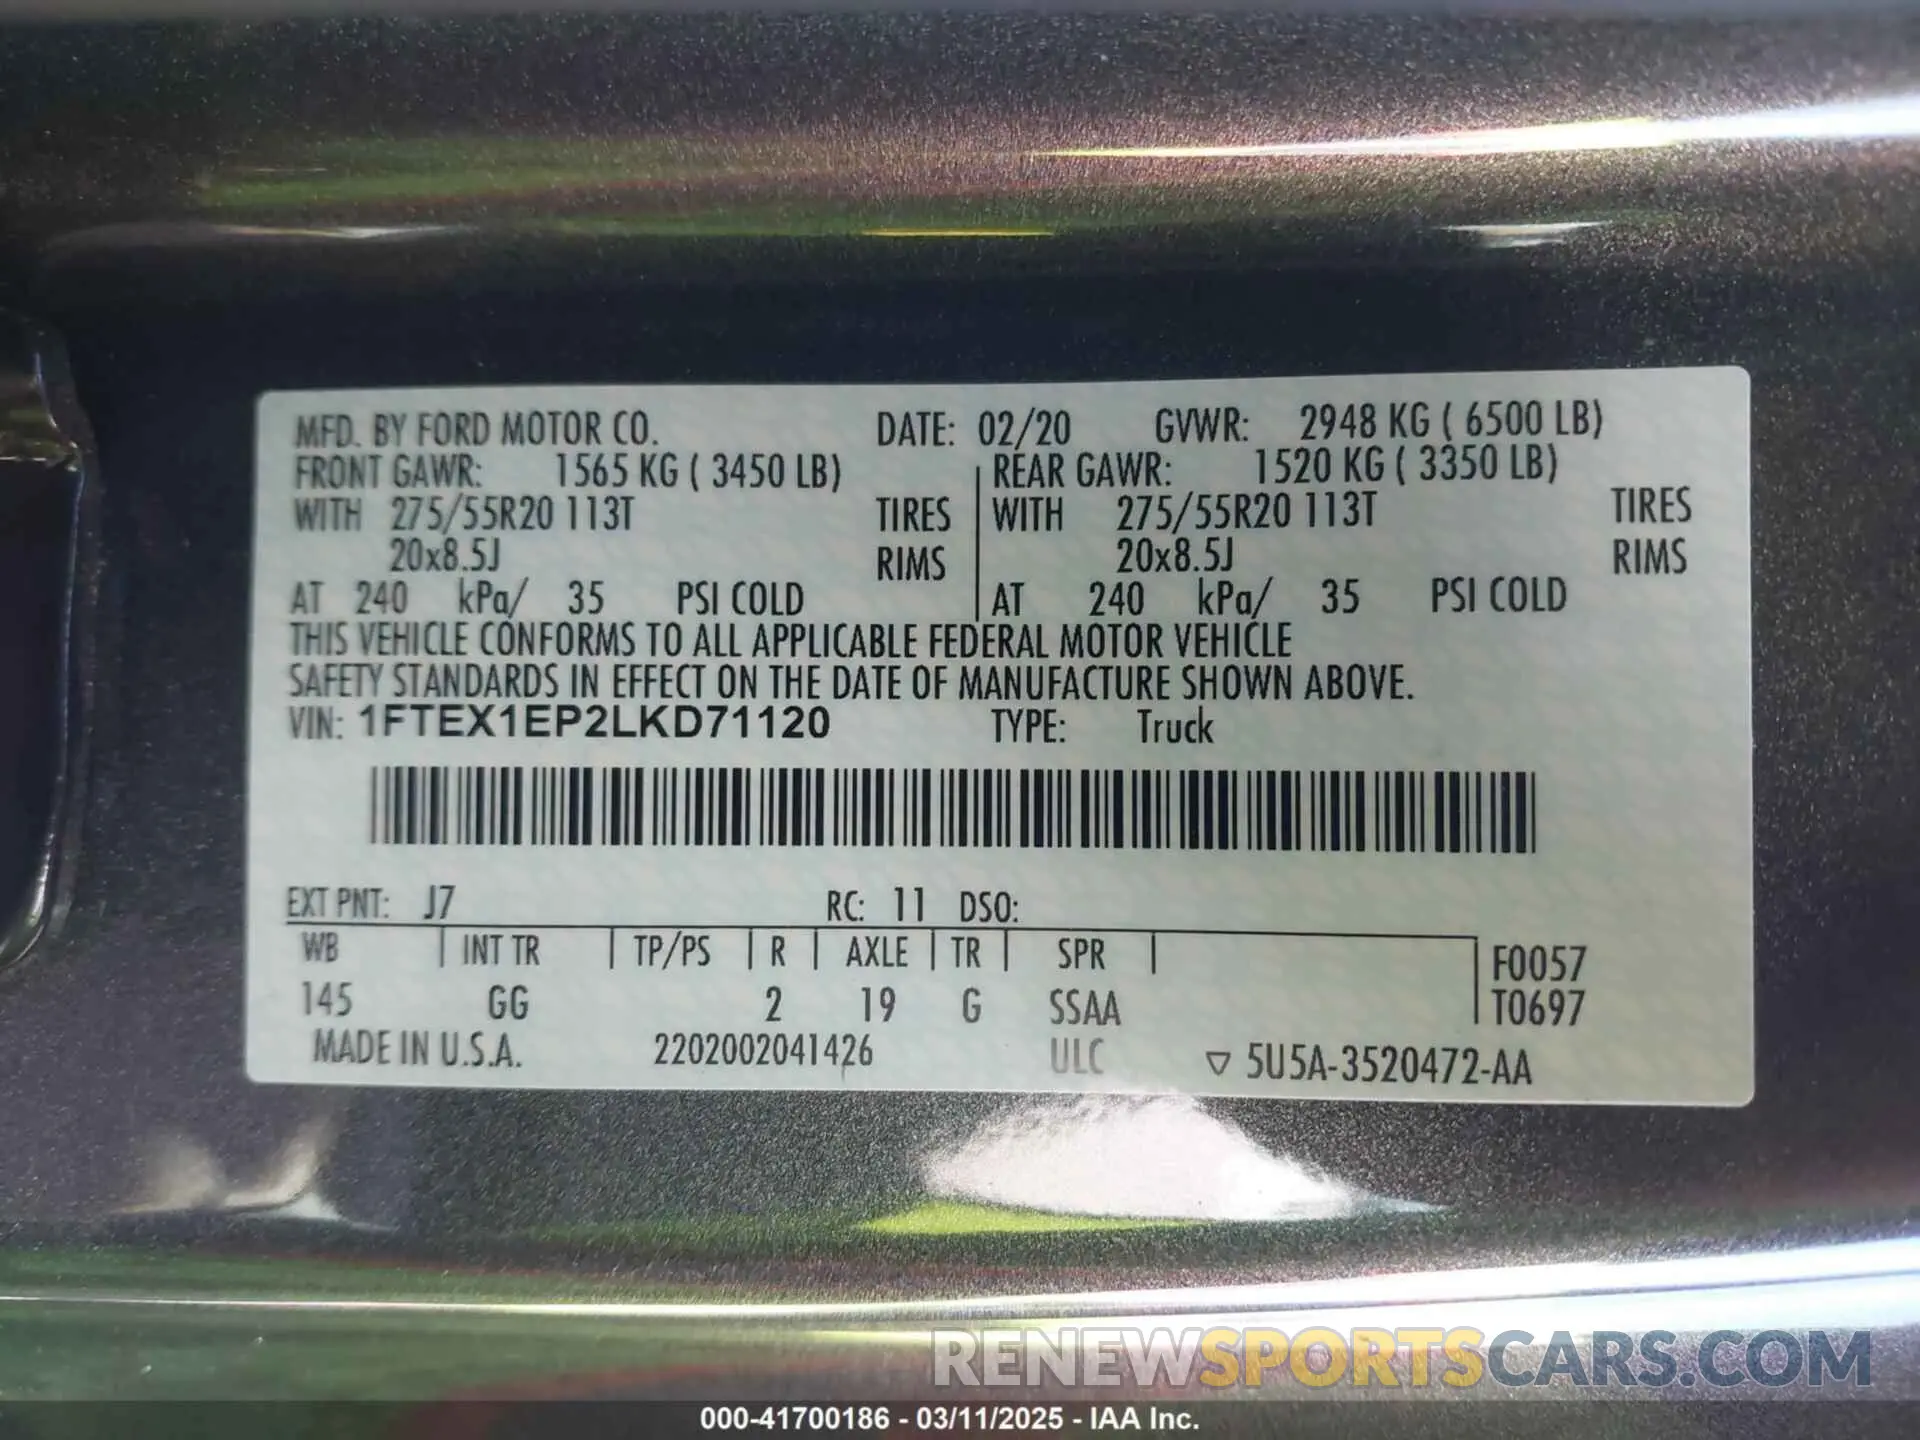 MFD. BY FORD MOTOR CO. DATE: 02/20 GVWR: 2948 KG ( 6500 LB)
FRONT GAWR: 1565 KG ( 3450 LB) REAR GAWR: 1520 KG ( 3350 LB)
WITH 275/55R20 113T TIRES WITH 275/55R20 113T TIRES
20x8.5J RIMS 20x8.5J RIMS
AT 240 kPa/ 35 PSI COLD AT 240 kPa/ 35 PSI COLD
THIS VEHICLE CONFORMS TO ALL APPLICABLE FEDERAL MOTOR VEHICLE
SAFETY STANDARDS IN EFFECT ON THE DATE OF MANUFACTURE SHOWN ABOVE.
VIN: 1FTEX1EP2LKD71120 TYPE: Truck
EXT PNT: J7 RC: 11 DSO:
WB INT TR TP/PS R AXLE TR SPR F0057
145 GG 2 19 G SSAA T0697
MADE IN U.S.A. 2202002041426 ULC ▽ 5U5A-3520472-AA
RENEWSPORTSCARS.COM
000-41700186 - 03/11/2025 - IAA Inc.